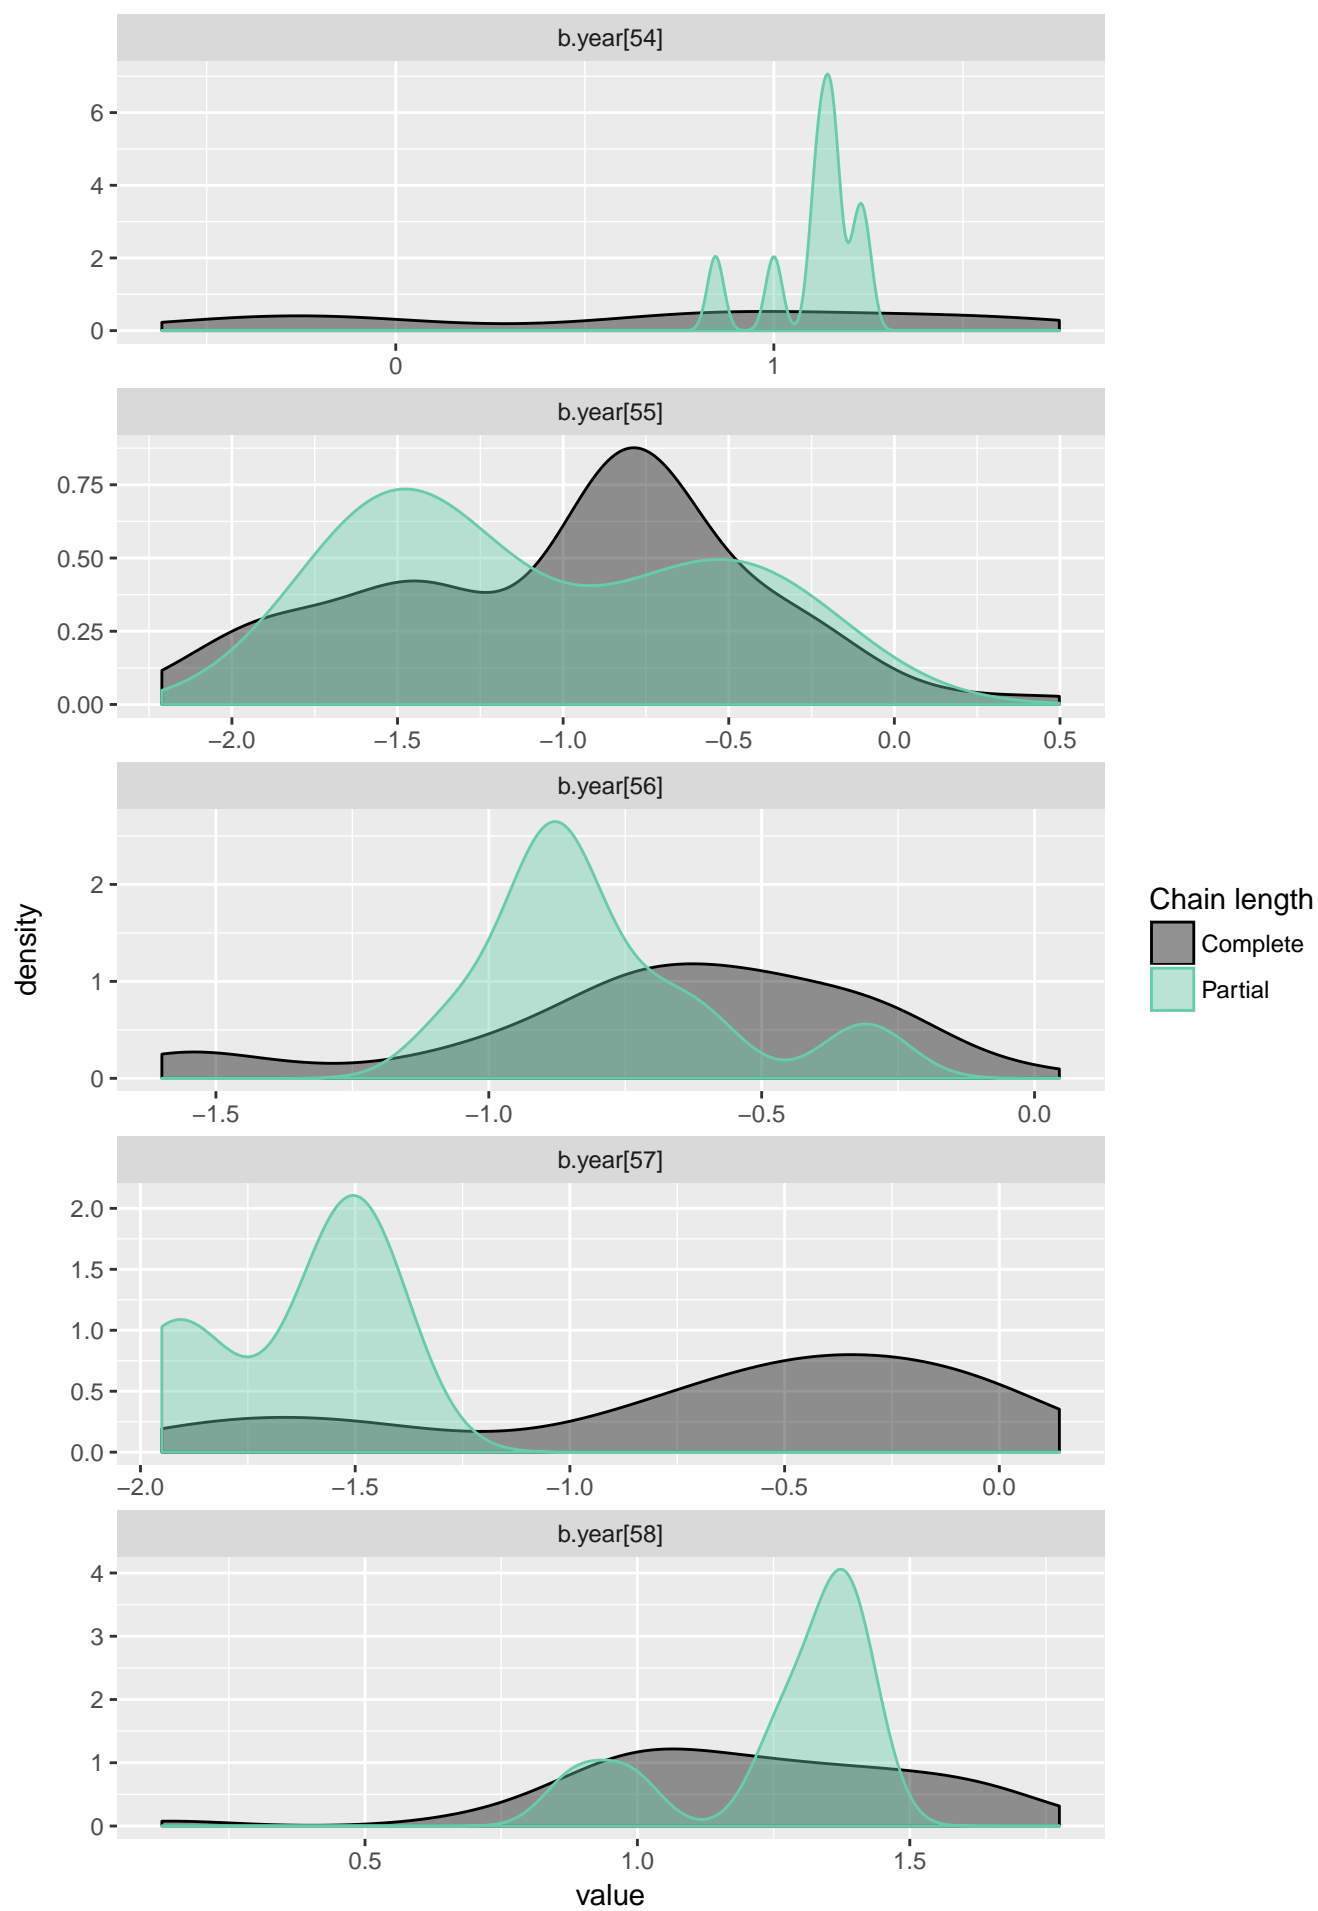 b.year[54]
6
4
2
0
0 1
b.year[55]
0.75
0.50
0.25
0.00
−2.0 −1.5 −1.0 −0.5 0.0 0.5
b.year[56]
2
1
0
−1.5 −1.0 −0.5 0.0
density
Chain length
Complete
Partial
b.year[57]
2.0
1.5
1.0
0.5
0.0
−2.0 −1.5 −1.0 −0.5 0.0
b.year[58]
4
3
2
1
0
0.5 1.0 1.5
value